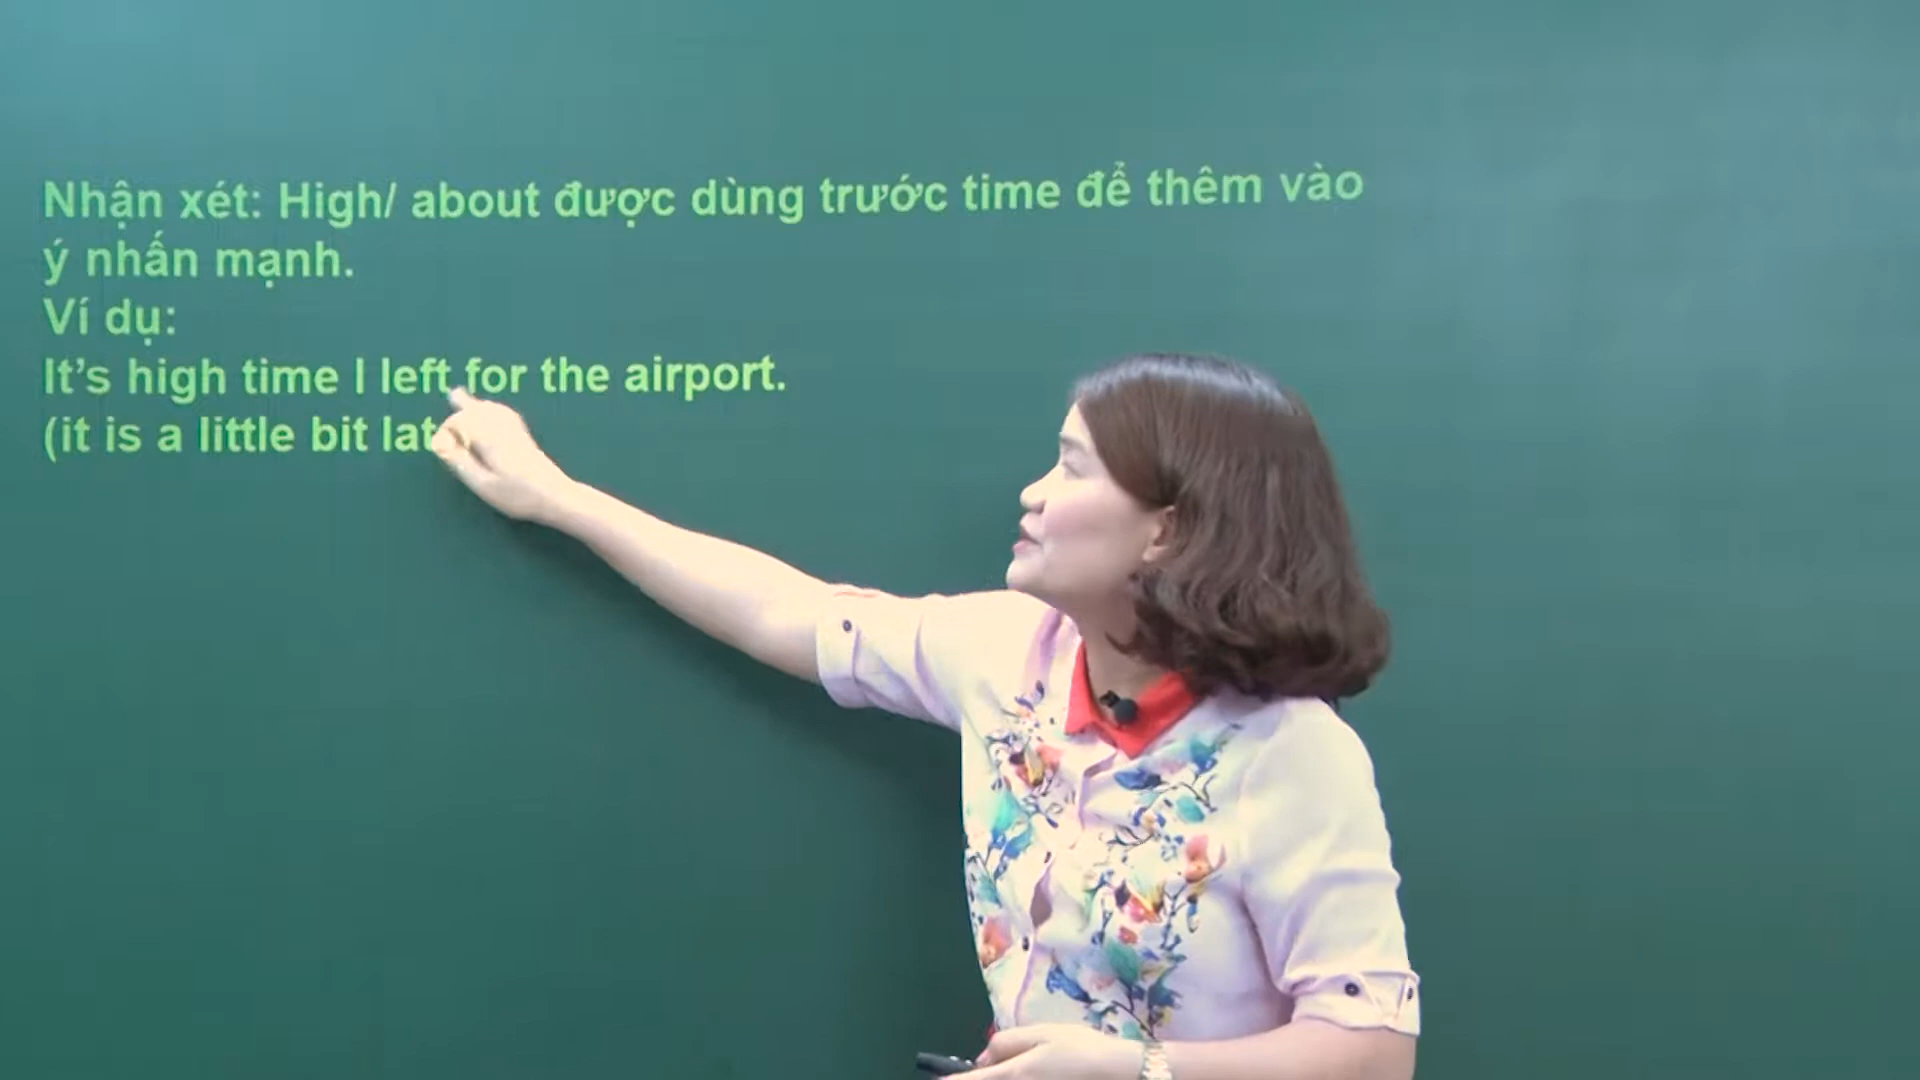 Nhận xét: High/ about được dùng trước time để thêm vào
ý nhấn mạnh.
Ví dụ:
It’s high time I left for the airport.
(it is a little bit